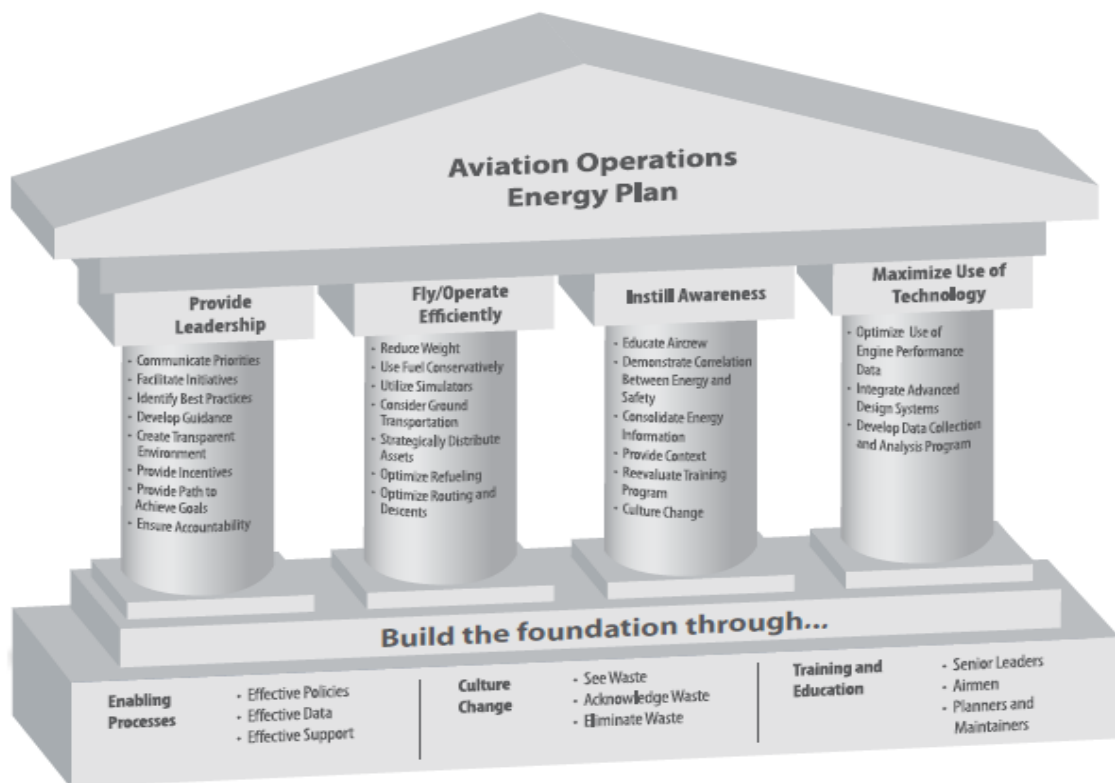 Aviation Operations
Energy Plan
Provide
Leadership
- Communicate Priorities
- Facilitate Initiatives
- Identify Best Practices
- Develop Guidance
- Create Transparent
Environment
- Provide Incentives
- Provide Path to
Achieve Goals
- Ensure Accountability
Fly/Operate
Efficiently
- Reduce Weight
- Use Fuel Conservatively
- Utilize Simulators
- Consider Ground
Transportation
- Strategically Distribute
Assets
- Optimize Refueling
- Optimize Routing and
Descents
Instill Awareness
- Educate Aircrew
- Demonstrate Correlation
Between Energy and
Safety
- Consolidate Energy
Information
- Provide Context
- Reevaluate Training
Program
- Culture Change
Maximize Use of
Technology
- Optimize Use of
Engine Performance
Data
- Integrate Advanced
Design Systems
- Develop Data Collection
and Analysis Program
Build the foundation through...
Enabling
Processes
- Effective Policies
- Effective Data
- Effective Support
Culture
Change
- See Waste
- Acknowledge Waste
- Eliminate Waste
Training and
Education
- Senior Leaders
- Airmen
- Planners and
Maintainers